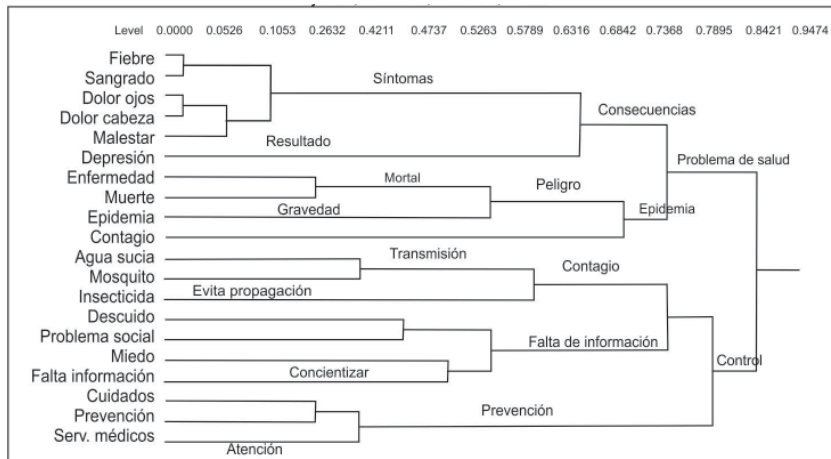 Level 0.0000 0.0526 0.1053 0.2632 0.4211 0.4737 0.5263 0.5789 0.6316 0.6842 0.7368 0.7895 0.8421 0.9474
Fiebre
Sangrado
Síntomas
Dolor ojos
Dolor cabeza
Consecuencias
Malestar
Resultado
Depresión
Problema de salud
Enfermedad
Mortal
Peligro
Muerte
Gravedad
Epidemia
Epidemia
Contagio
Agua sucia
Transmisión
Contagio
Mosquito
Insecticida
Evita propagación
Descuido
Problema social
Falta de información
Miedo
Control
Falta información
Concientizar
Cuidados
Prevención
Prevención
Serv. médicos
Atención